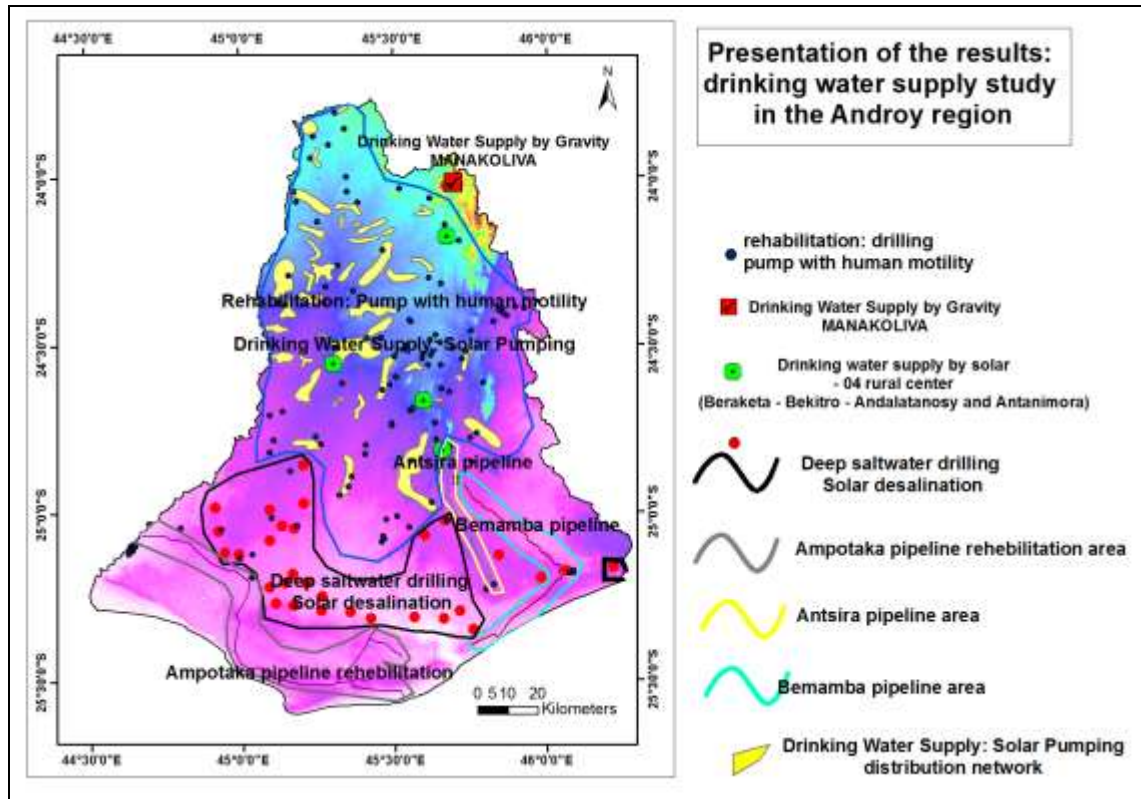 44°30'0"E 45°0'0"E 45°30'0"E 46°0'0"E
N
24°0'0"S
24°30'0"S
25°0'0"S
25°30'0"S
Drinking Water Supply by Gravity
MANAKOLIVA
Rehabilitation: Pump with human motility
Drinking Water Supply- Solar Pumping
Antsira pipeline
Bemamba pipeline
Deep saltwater drilling
Solar desalination
Ampotaka pipeline rehebilitation
0 5 10 20
Kilometers
24°0'0"S
24°30'0"S
25°0'0"S
25°30'0"S
44°30'0"E 45°0'0"E 45°30'0"E 46°0'0"E
Presentation of the results:
drinking water supply study
in the Androy region
rehabilitation: drilling
pump with human motility
Drinking Water Supply by Gravity
MANAKOLIVA
Drinking water supply by solar
- 04 rural center
(Beraketa - Bekitro - Andalatanosy and Antanimora)
Deep saltwater drilling
Solar desalination
Ampotaka pipeline rehebilitation area
Antsira pipeline area
Bemamba pipeline area
Drinking Water Supply: Solar Pumping
distribution network